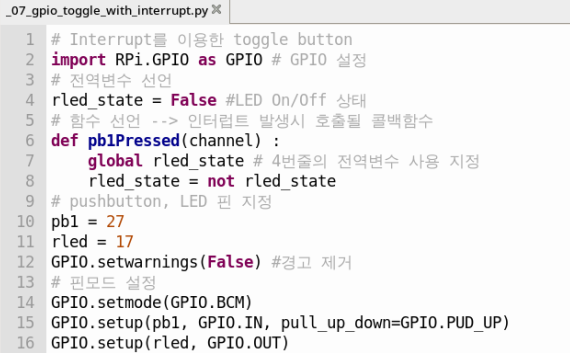 _07_gpio_toggle_with_interrupt.py
1 # Interrupt를 이용한 toggle button
2 import RPi.GPIO as GPIO # GPIO 설정
3 # 전역변수 선언
4 rled_state = False #LED On/Off 상태
5 # 함수 선언 --> 인터럽트 발생시 호출될 콜백함수
6 def pb1Pressed(channel) :
7     global rled_state # 4번줄의 전역변수 사용 지정
8     rled_state = not rled_state
9 # pushbutton, LED 핀 지정
10 pb1 = 27
11 rled = 17
12 GPIO.setwarnings(False) #경고 제거
13 # 핀모드 설정
14 GPIO.setmode(GPIO.BCM)
15 GPIO.setup(pb1, GPIO.IN, pull_up_down=GPIO.PUD_UP)
16 GPIO.setup(rled, GPIO.OUT)